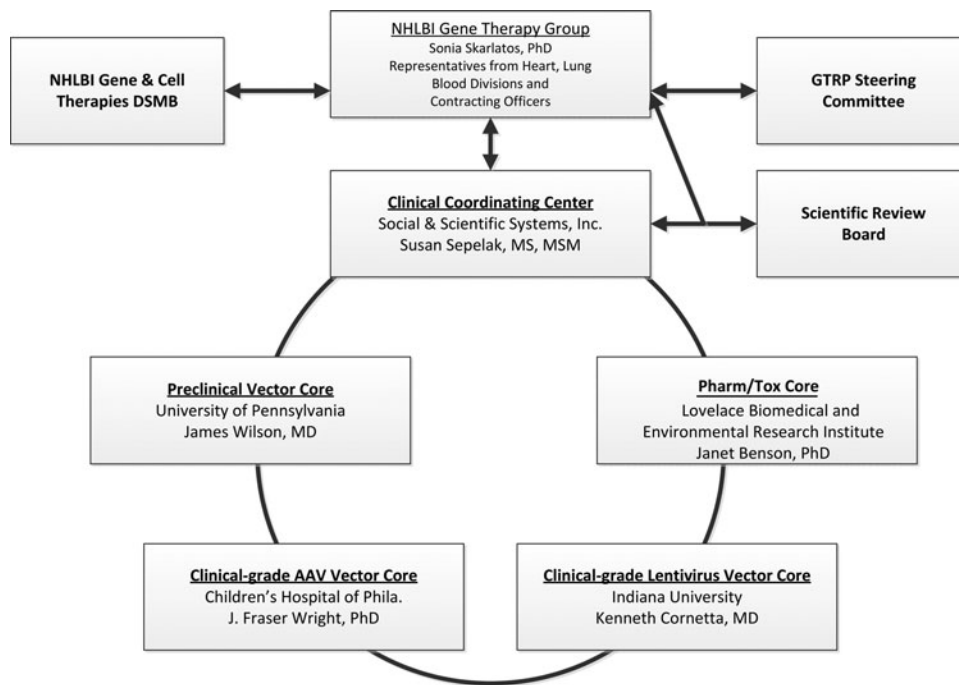 NHLBI Gene Therapy Group
Sonia Skarlatos, PhD
Representatives from Heart, Lung
Blood Divisions and
Contracting Officers
NHLBI Gene & Cell
Therapies DSMB
GTRP Steering
Committee
Clinical Coordinating Center
Social & Scientific Systems, Inc.
Susan Sepelak, MS, MSM
Scientific Review
Board
Preclinical Vector Core
University of Pennsylvania
James Wilson, MD
Pharm/Tox Core
Lovelace Biomedical and
Environmental Research Institute
Janet Benson, PhD
Clinical-grade AAV Vector Core
Children's Hospital of Phila.
J. Fraser Wright, PhD
Clinical-grade Lentivirus Vector Core
Indiana University
Kenneth Cornetta, MD